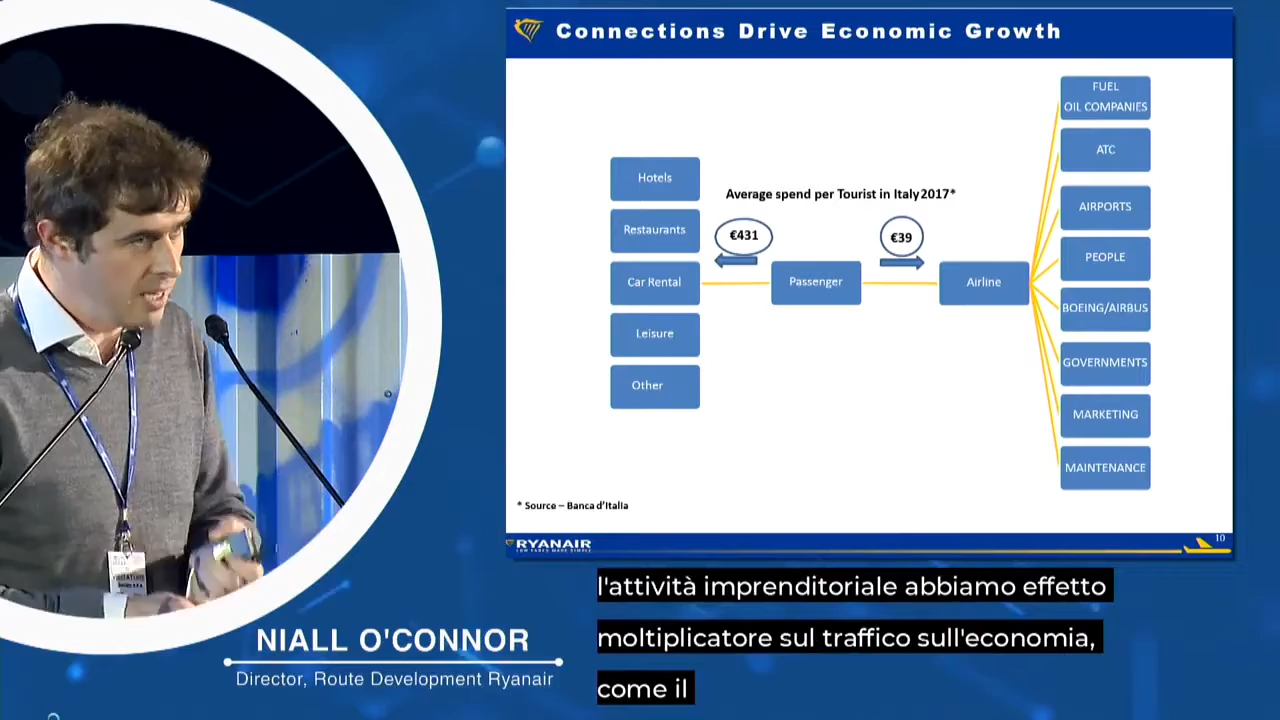 Connections Drive Economic Growth
FUEL
OIL COMPANIES
ATC
AIRPORTS
PEOPLE
BOEING/AIRBUS
GOVERNMENTS
MARKETING
MAINTENANCE
Hotels
Restaurants
Car Rental
Leisure
Other
Average spend per Tourist in Italy 2017*
€431
€39
Passenger
Airline
* Source – Banca d'Italia
RYANAIR
LOW FARES MADE SIMPLE
10
l'attività imprenditoriale abbiamo effetto
moltiplicatore sul traffico sull'economia,
come il
NIALL O'CONNOR
Director, Route Development Ryanair